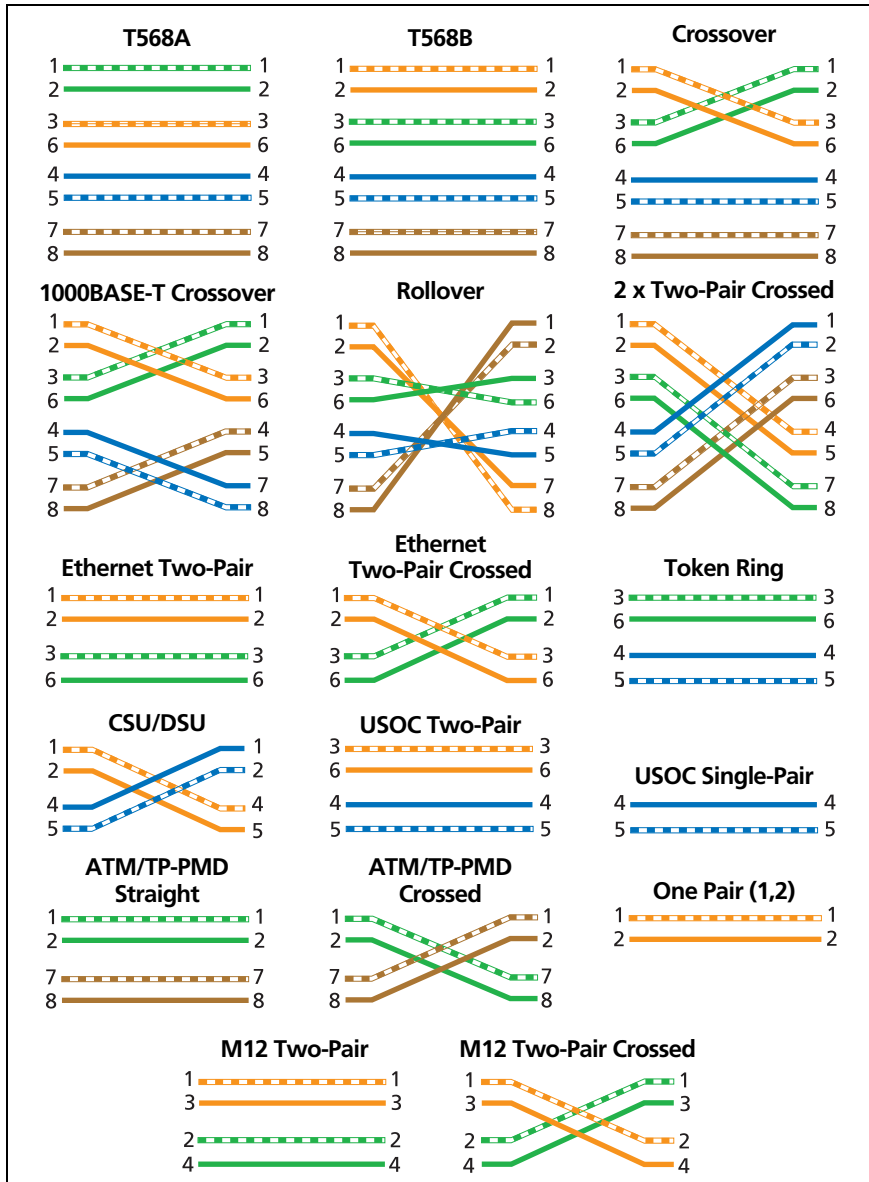 T568A T568B Crossover
1 1 1 1 1 1
2 2 2 2 2 2
3 3 3 3 3 3
6 6 6 6 6 6
4 4 4 4 4 4
5 5 5 5 5 5
7 7 7 7 7 7
8 8 8 8 8 8
1000BASE-T Crossover Rollover 2 x Two-Pair Crossed
1 1 1 1 1 1
2 2 2 2 2 2
3 3 3 3 3 3
6 6 6 6 6 6
4 4 4 4 4 4
5 5 5 5 5 5
7 7 7 7 7 7
8 8 8 8 8 8
Ethernet Two-Pair Ethernet Two-Pair Crossed Token Ring
1 1 1 1 3 3
2 2 2 2 6 6
3 3 3 3 4 4
6 6 6 6 5 5
CSU/DSU USOC Two-Pair USOC Single-Pair
1 1 3 3
2 2 6 6
4 4 4 4 4 4
5 5 5 5 5 5
ATM/TP-PMD Straight ATM/TP-PMD Crossed One Pair (1,2)
1 1 1 1 1 1
2 2 2 2 2 2
7 7 7 7
8 8 8 8
M12 Two-Pair M12 Two-Pair Crossed
1 1 1 1
3 3 3 3
2 2 2 2
4 4 4 4